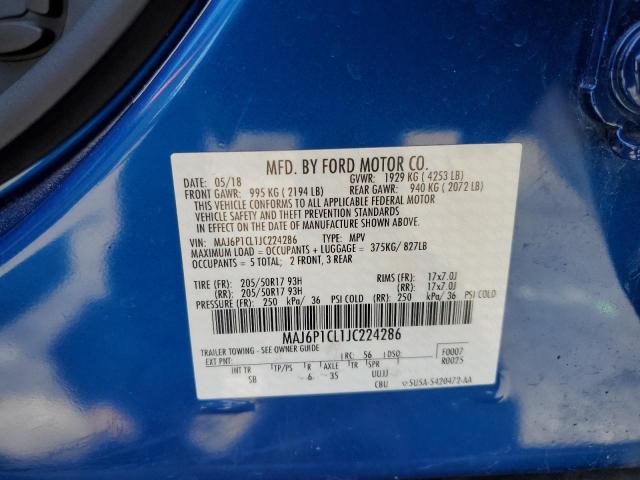 MFD. BY FORD MOTOR CO.
DATE: 05/18 GVWR: 1929 KG ( 4253 LB)
FRONT GAWR: 995 KG ( 2194 LB) REAR GAWR: 940 KG ( 2072 LB)
THIS VEHICLE CONFORMS TO ALL APPLICABLE FEDERAL MOTOR
VEHICLE SAFETY AND THEFT PREVENTION STANDARDS IN
EFFECT ON THE DATE OF MANUFACTURE SHOWN ABOVE.
VIN: MAJ6P1CL1JC224286 TYPE: MPV
MAXIMUM LOAD = OCCUPANTS + LUGGAGE = 375KG/ 827LB
OCCUPANTS = 5 TOTAL; 2 FRONT, 3 REAR
TIRE (FR): 205/50R17 93H RIMS (FR): 17x7.0J
(RR): 205/50R17 93H (RR): 17x7.0J
PRESSURE (FR): 250 kPa/ 36 PSI COLD (RR): 250 kPa/ 36 PSI COLD
MAJ6P1CL1JC224286
TRAILER TOWING - SEE OWNER GUIDE
EXT PNT: RC: 56 DSO: F0007
R0025
INT TR TP/PS R AXLE TR SPR
SB 6 35 UUJJ
CBU 5U5A-5420472-AA